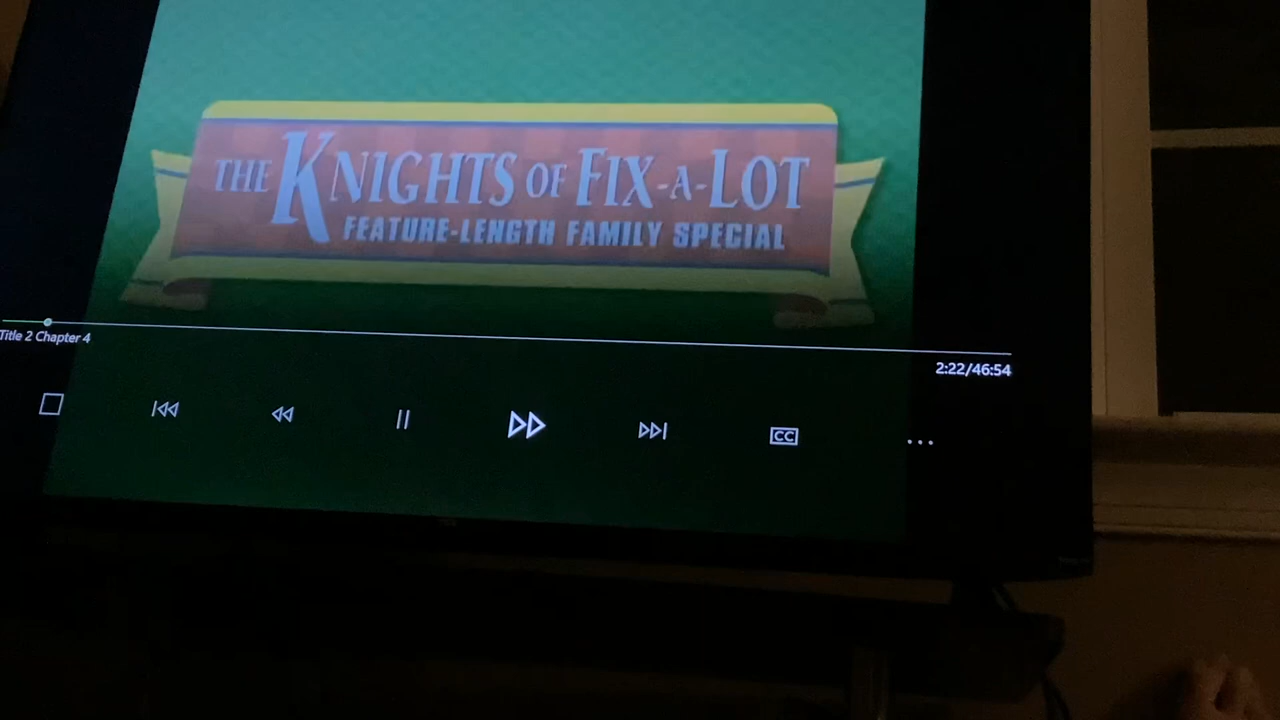 THE KNIGHTS OF FIX-A-LOT
FEATURE-LENGTH FAMILY SPECIAL
Title 2 Chapter 4
2:22/46:54
CC